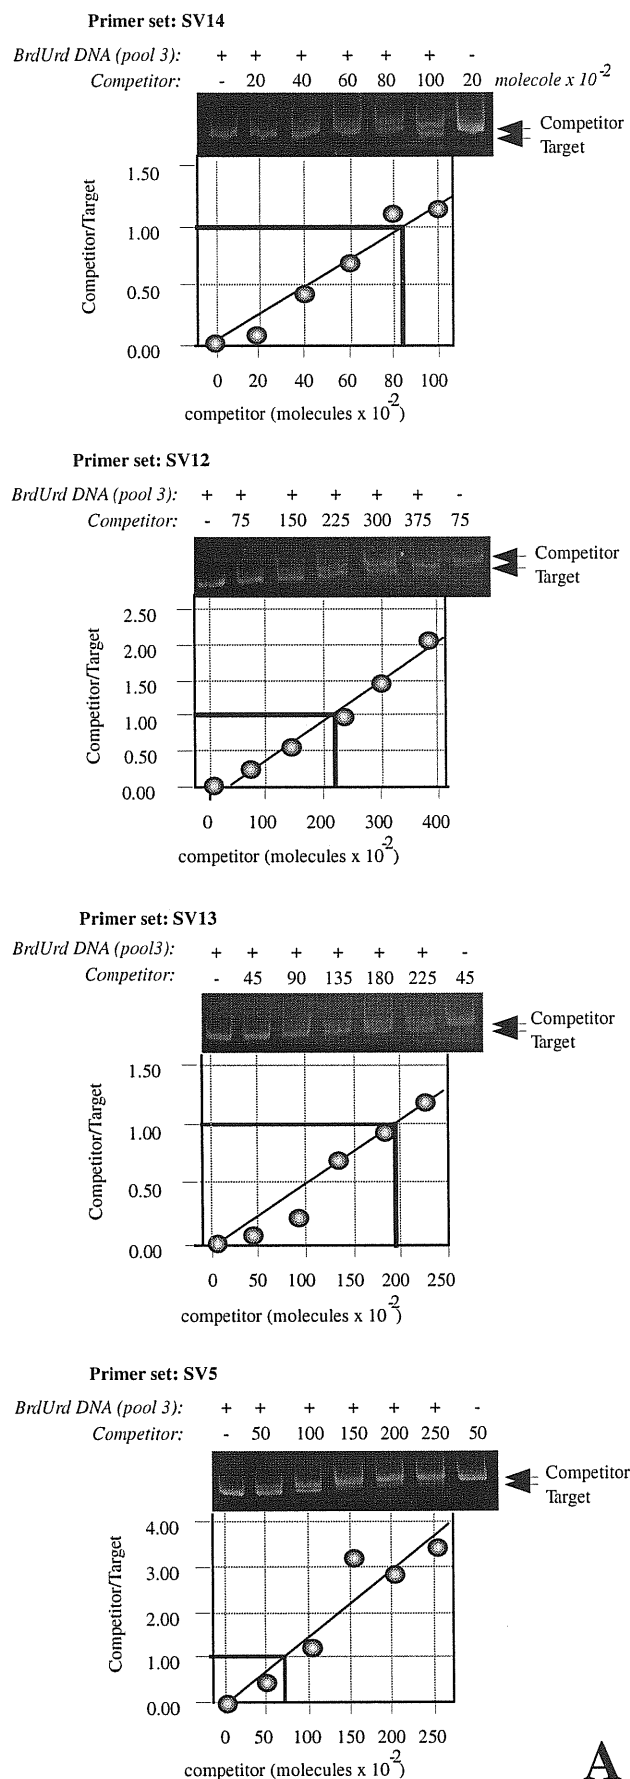 Primer set: SV14
BrdUrd DNA (pool 3): + + + + + + -
Competitor: - 20 40 60 80 100 20 molecole x 10-2
Competitor
Target
1.50
1.00
0.50
0.00
Competitor/Target
0 20 40 60 80 100
competitor (molecules x 10-2)
Primer set: SV12
BrdUrd DNA (pool 3): + + + + + + -
Competitor: - 75 150 225 300 375 75
Competitor
Target
2.50
2.00
1.50
1.00
0.50
0.00
Competitor/Target
0 100 200 300 400
competitor (molecules x 10-2)
Primer set: SV13
BrdUrd DNA (pool3): + + + + + + -
Competitor: - 45 90 135 180 225 45
Competitor
Target
1.50
1.00
0.50
0.00
Competitor/Target
0 50 100 150 200 250
competitor (molecules x 10-2)
Primer set: SV5
BrdUrd DNA (pool 3): + + + + + + -
Competitor: - 50 100 150 200 250 50
Competitor
Target
4.00
3.00
2.00
1.00
0.00
Competitor/Target
0 50 100 150 200 250
competitor (molecules x 10-2)
A